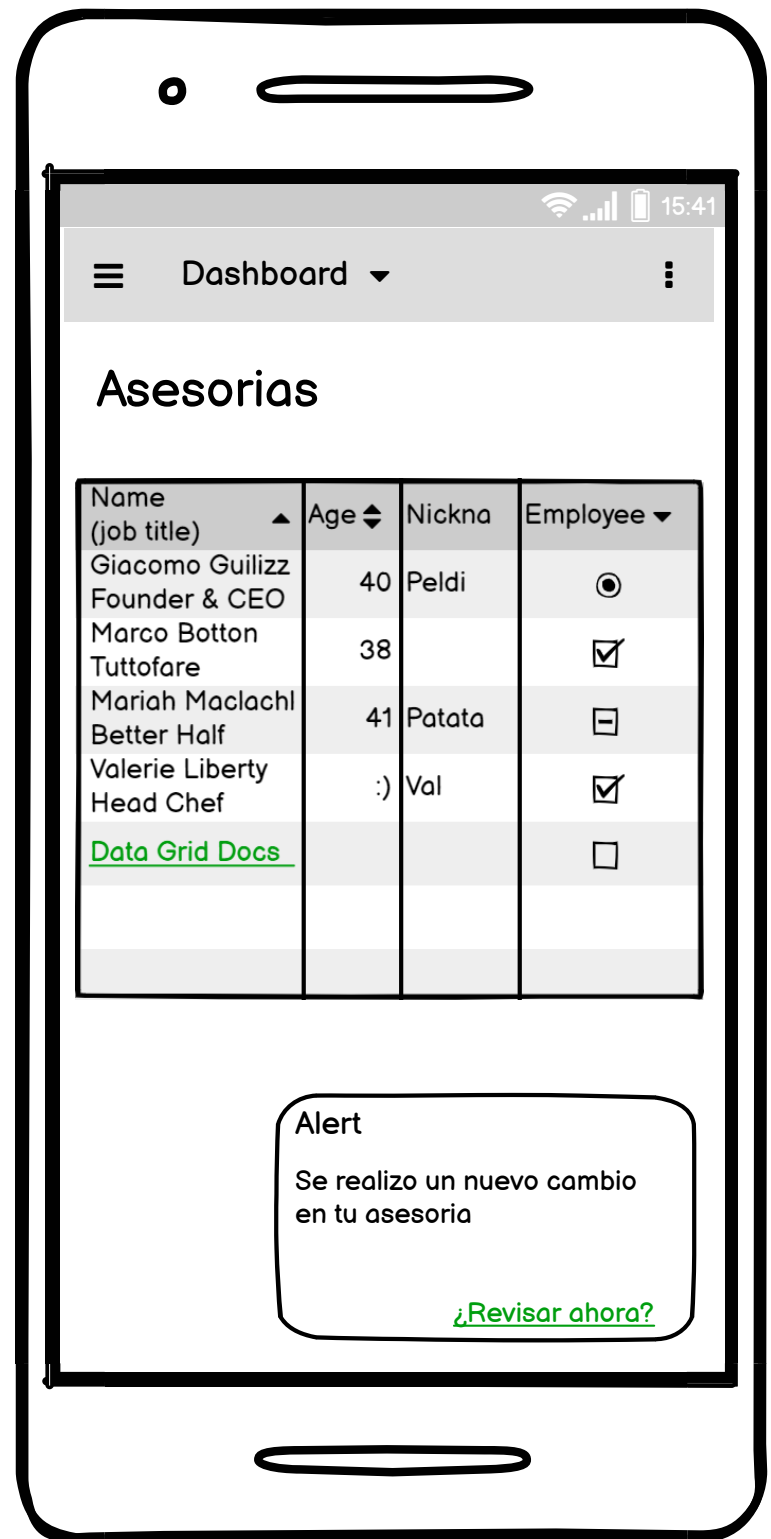 15:41
Dashboard
Asesorias
Name
(job title)
Age
Nickna
Employee
Giacomo Guilizz
Founder & CEO
40
Peldi
Marco Botton
Tuttofare
38
Mariah Maclachl
Better Half
41
Patata
Valerie Liberty
Head Chef
:)
Val
Data Grid Docs
Alert
Se realizo un nuevo cambio
en tu asesoria
¿Revisar ahora?